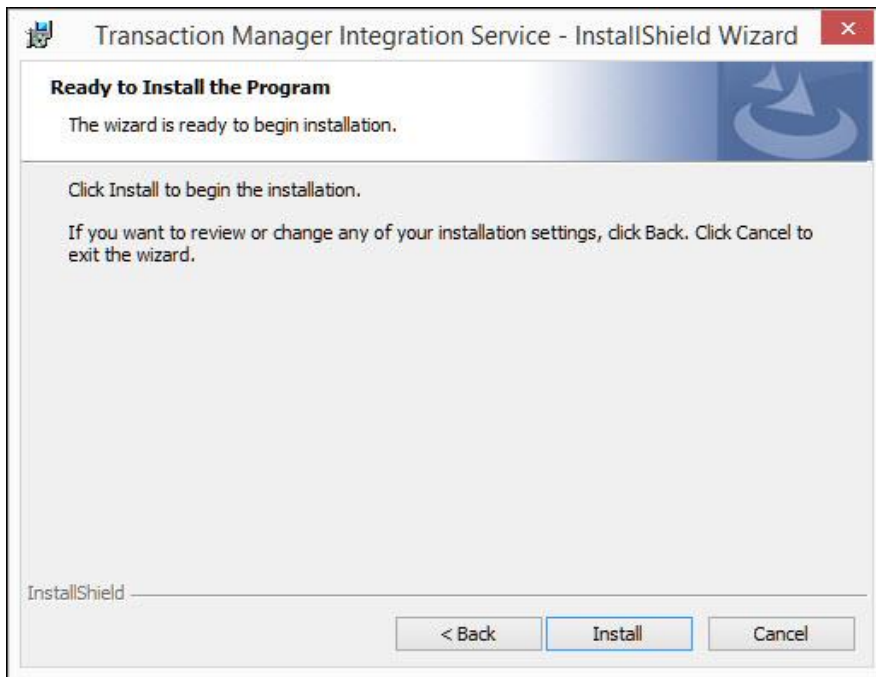 Transaction Manager Integration Service - InstallShield Wizard
Ready to Install the Program
The wizard is ready to begin installation.
Click Install to begin the installation.
If you want to review or change any of your installation settings, click Back. Click Cancel to
exit the wizard.
InstallShield
< Back
Install
Cancel